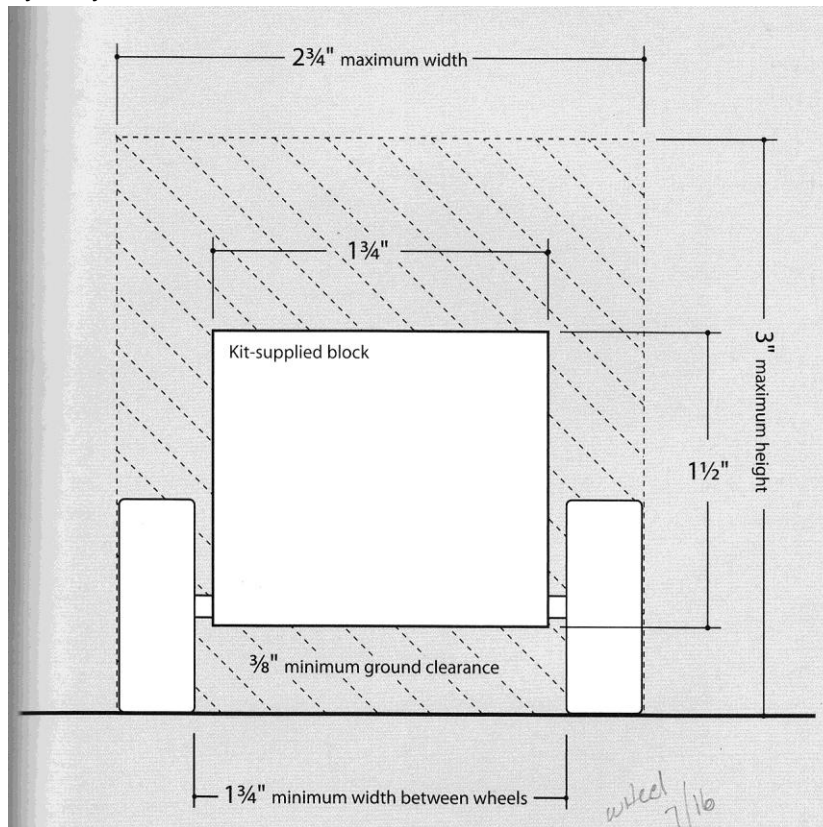 2¾" maximum width
1¾"
Kit-supplied block
3" maximum height
1½"
⅜" minimum ground clearance
1¾" minimum width between wheels
wheel
7/16